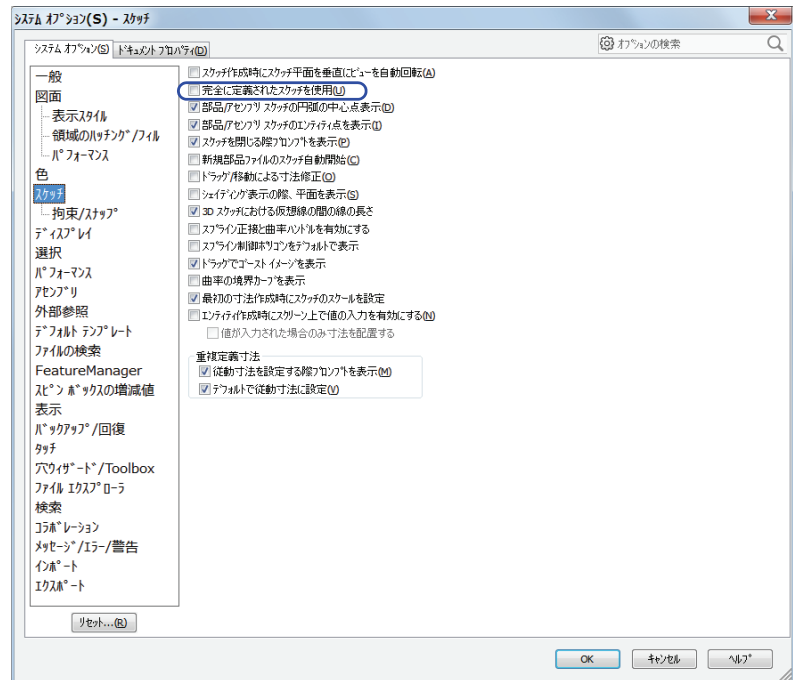 システム オプション(S) - スケッチ
システム オプション(S)
ドキュメント プロパティ(D)
オプションの検索
一般
図面
表示スタイル
領域のハッチング/フィル
パフォーマンス
色
スケッチ
拘束/スナップ
ディスプレイ
選択
パフォーマンス
アセンブリ
外部参照
デフォルト テンプレート
ファイルの検索
FeatureManager
スピン ボックスの増減値
表示
バックアップ/回復
タッチ
穴ウィザード/Toolbox
ファイル エクスプローラ
検索
コラボレーション
メッセージ/エラー/警告
インポート
エクスポート
リセット...(R)
スケッチ作成時にスケッチ平面を垂直にビューを自動回転(A)
完全に定義されたスケッチを使用(U)
部品/アセンブリ スケッチの円弧の中心点表示(D)
部品/アセンブリ スケッチのエンティティ点を表示(I)
スケッチを閉じる際プロンプトを表示(P)
新規部品ファイルのスケッチ自動開始(C)
ドラッグ/移動による寸法修正(O)
シェイディング表示の際、平面を表示(S)
3D スケッチにおける仮想線の間の線の長さ
スプライン正接と曲率ハンドルを有効にする
スプライン制御ポリゴンをデフォルトで表示
ドラッグでゴースト イメージを表示
曲率の境界カーブを表示
最初の寸法作成時にスケッチのスケールを設定
エンティティ作成時にスクリーン上で値の入力を有効にする(N)
値が入力された場合のみ寸法を配置する
重複定義寸法
従動寸法を設定する際プロンプトを表示(M)
デフォルトで従動寸法に設定(V)
OK
キャンセル
ヘルプ